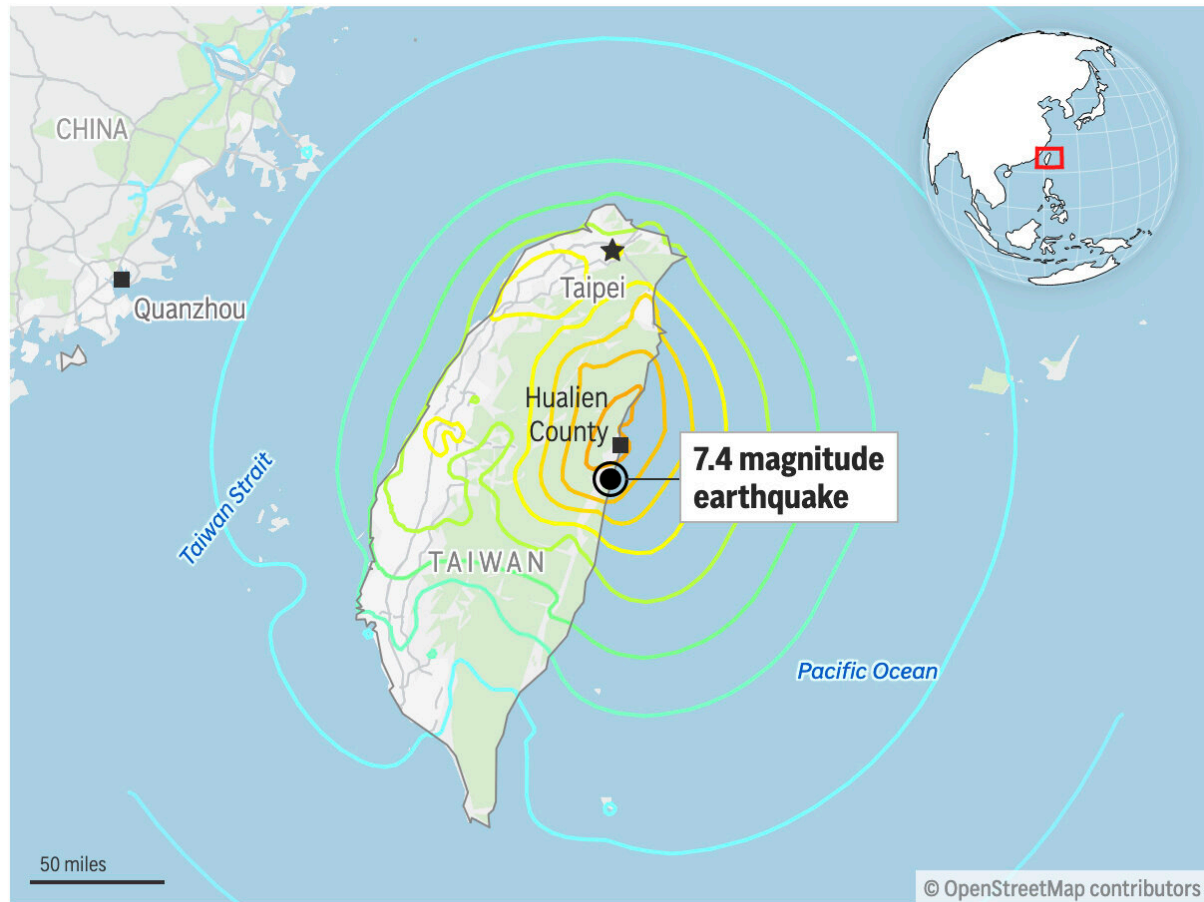 CHINA
Quanzhou
Taipei
Hualien
County
7.4 magnitude
earthquake
Taiwan Strait
TAIWAN
Pacific Ocean
50 miles
© OpenStreetMap contributors